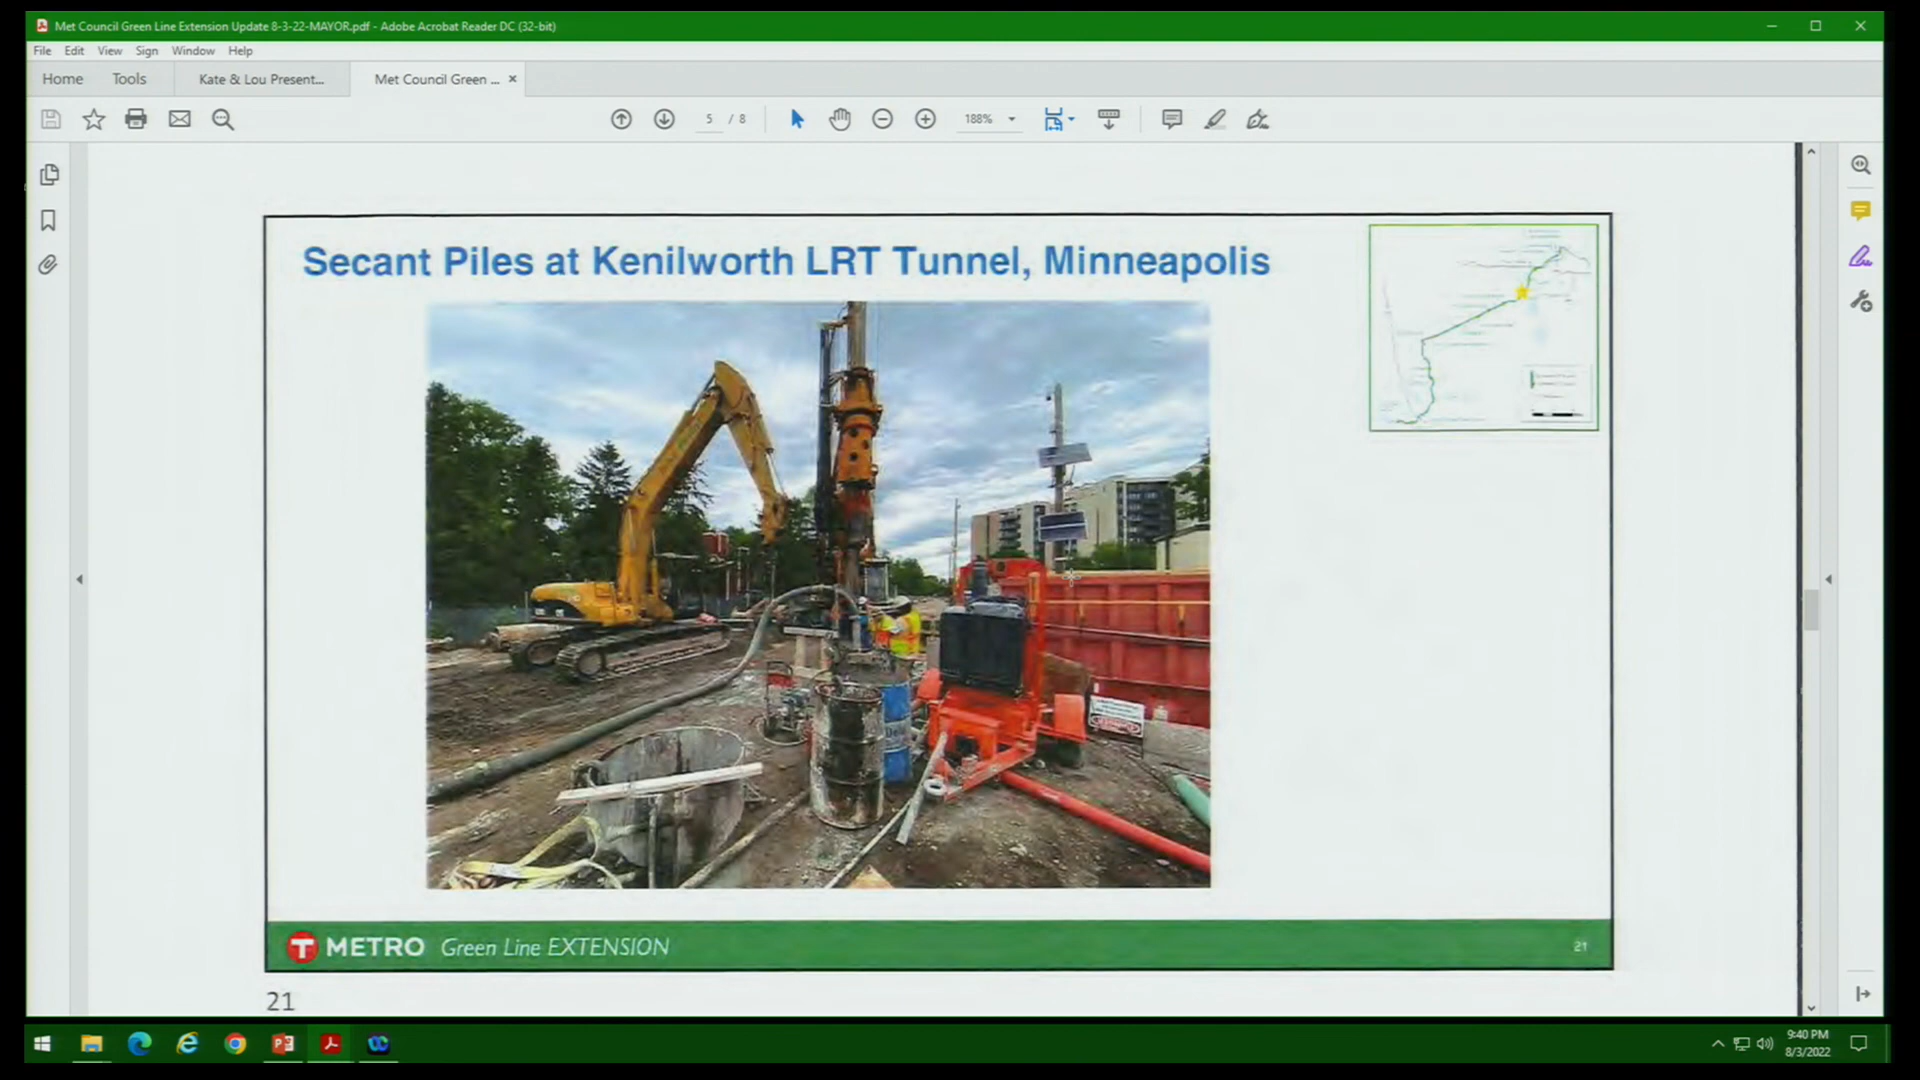 Met Council Green Line Extension Update 8-3-22-MAYOR.pdf - Adobe Acrobat Reader DC (32-bit)
File Edit View Sign Window Help
Home Tools Kate & Lou Present... Met Council Green ... ×
5 / 8 188%
Secant Piles at Kenilworth LRT Tunnel, Minneapolis
T METRO Green Line EXTENSION 21
21
9:40 PM
8/3/2022